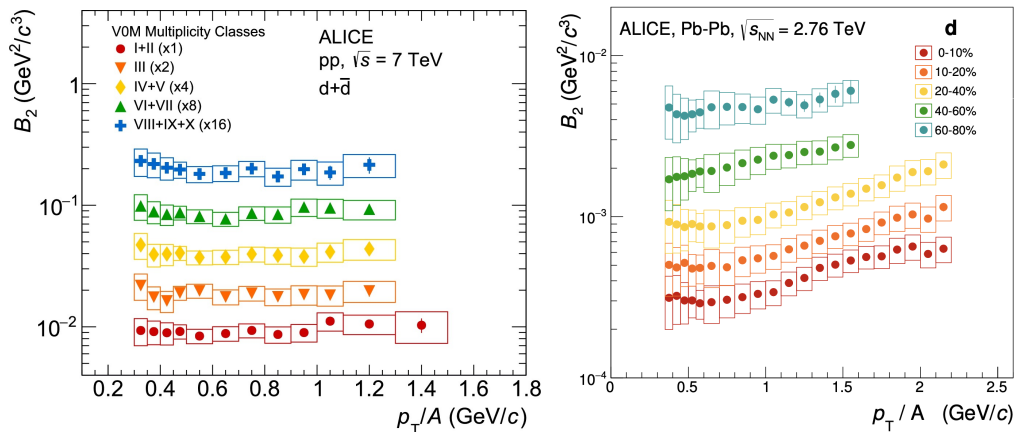 V0M Multiplicity Classes
I+II (x1)
III (x2)
IV+V (x4)
VI+VII (x8)
VIII+IX+X (x16)
ALICE
pp, √s = 7 TeV
d+d̅
B₂ (GeV²/c³)
1
10⁻¹
10⁻²
0.2 0.4 0.6 0.8 1 1.2 1.4 1.6 1.8
p_T/A (GeV/c)
ALICE, Pb-Pb, √s_NN = 2.76 TeV
d
0-10%
10-20%
20-40%
40-60%
60-80%
B₂ (GeV²/c³)
10⁻²
10⁻³
10⁻⁴
0 0.5 1 1.5 2 2.5
p_T / A (GeV/c)